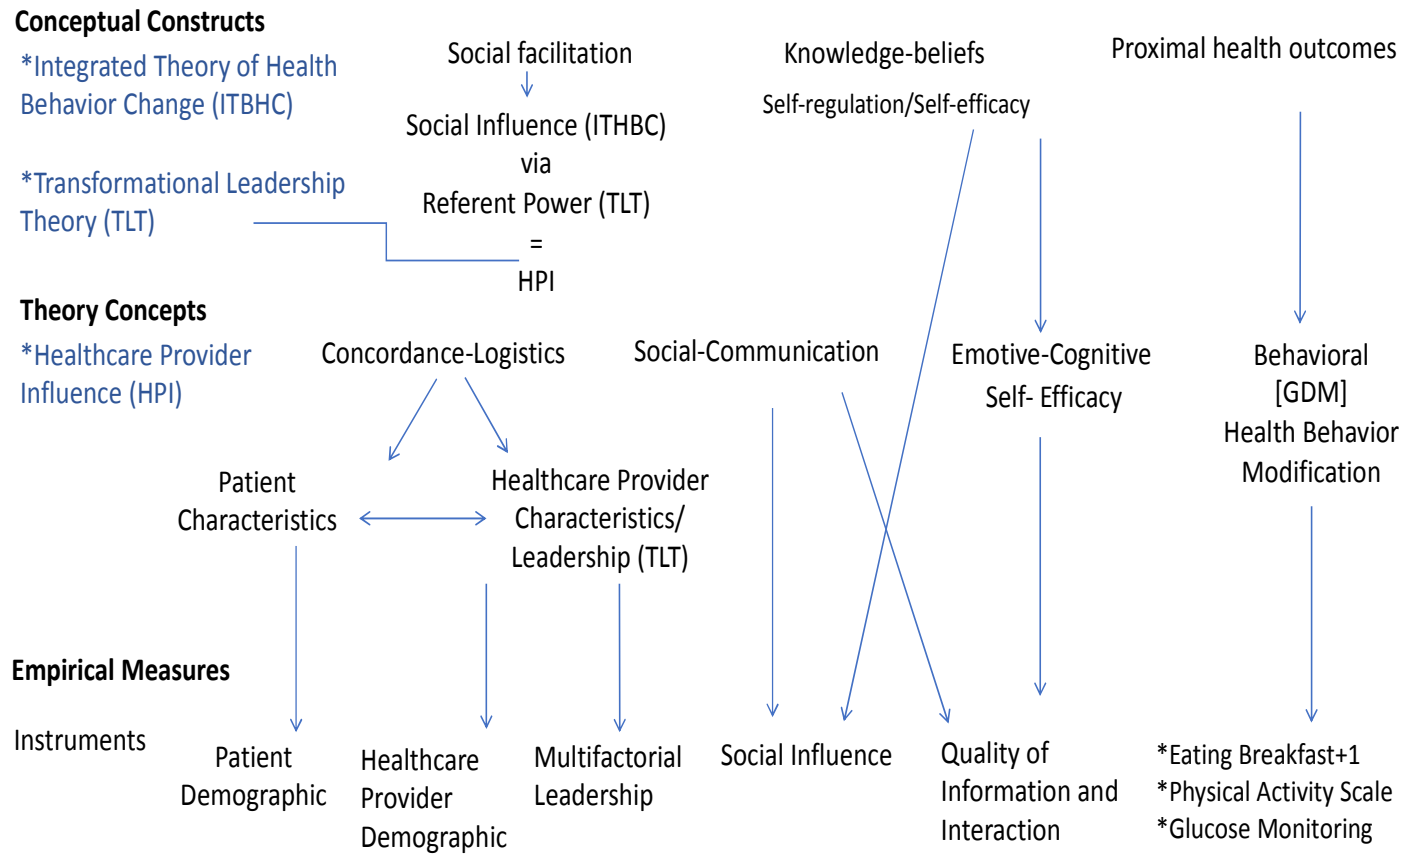 Conceptual Constructs
*Integrated Theory of Health
Behavior Change (ITBHC)
*Transformational Leadership
Theory (TLT)
Social facilitation
Social Influence (ITHBC)
via
Referent Power (TLT)
=
HPI
Knowledge-beliefs
Self-regulation/Self-efficacy
Proximal health outcomes
Theory Concepts
*Healthcare Provider
Influence (HPI)
Concordance-Logistics
Social-Communication
Emotive-Cognitive
Self- Efficacy
Behavioral
[GDM]
Health Behavior
Modification
Patient
Characteristics
Healthcare Provider
Characteristics/
Leadership (TLT)
Empirical Measures
Instruments
Patient
Demographic
Healthcare
Provider
Demographic
Multifactorial
Leadership
Social Influence
Quality of
Information and
Interaction
*Eating Breakfast+1
*Physical Activity Scale
*Glucose Monitoring